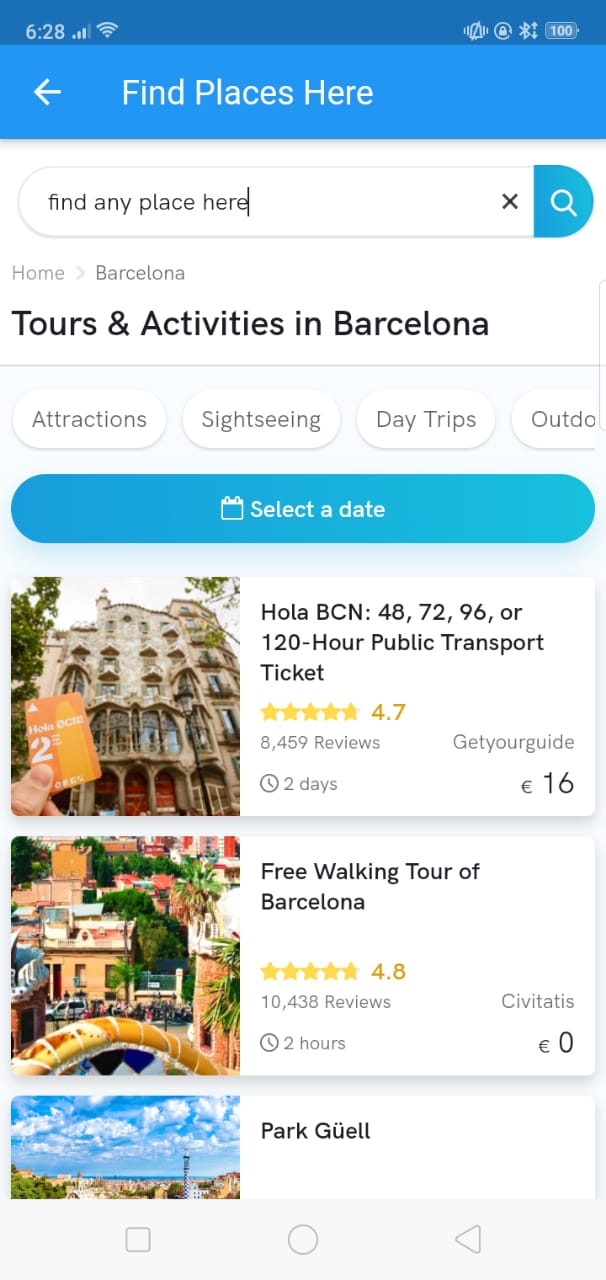 6:28
100
Find Places Here
find any place here
Home > Barcelona
Tours & Activities in Barcelona
Attractions Sightseeing Day Trips Outdo
Select a date
Hola BCN: 48, 72, 96, or
120-Hour Public Transport
Ticket
4.7
8,459 Reviews Getyourguide
2 days € 16
Hola BCN!
2
Free Walking Tour of
Barcelona
4.8
10,438 Reviews Civitatis
2 hours € 0
Park Güell